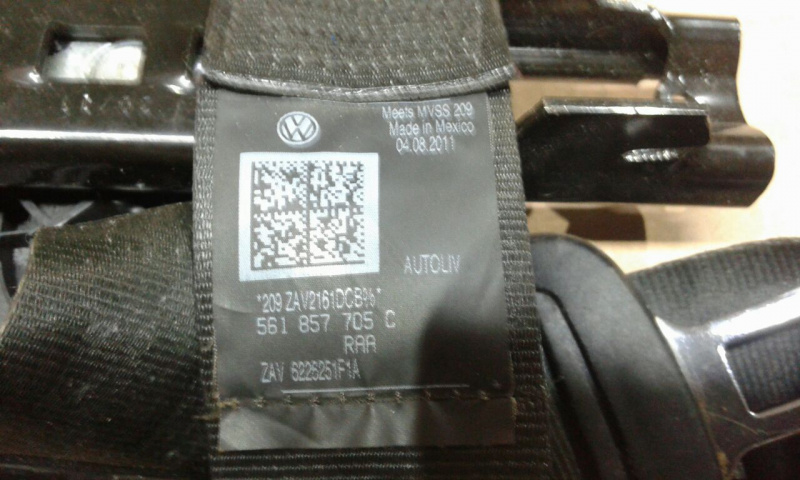 Meets MVSS 209
Made in Mexico
04.08.2011
AUTOLIV
*209 ZAV2161DCB%*
561 857 705 C
RAA
ZAV 6226251F1A